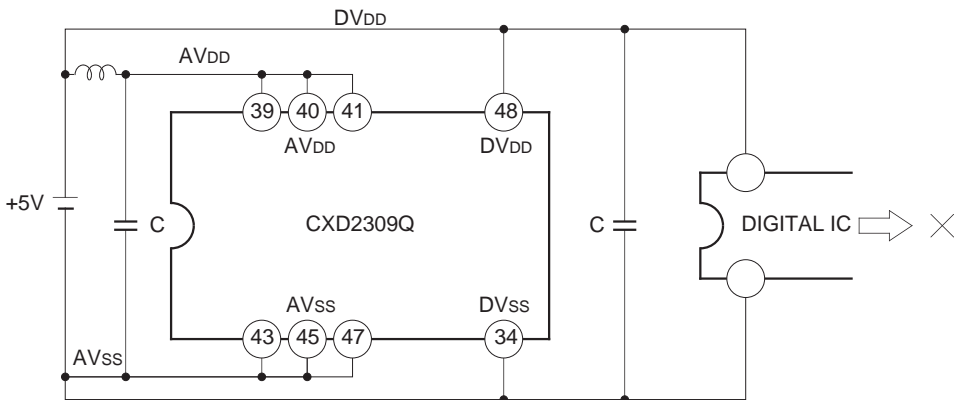 DVDD
AVDD
39 40 41 48
AVDD DVDD
+5V C CXD2309Q C DIGITAL IC
AVss DVss
43 45 47 34
AVss